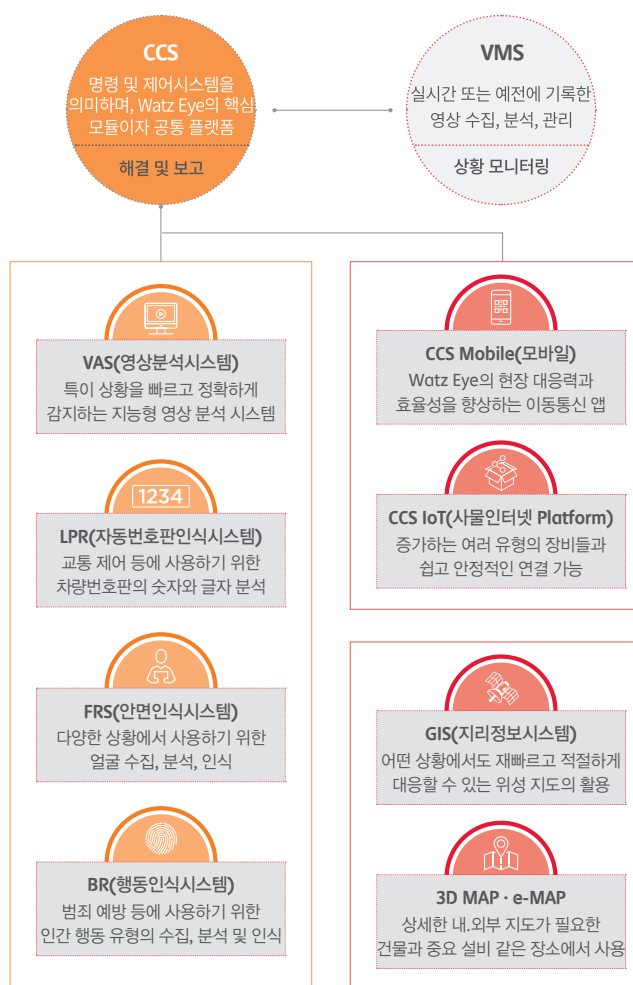 CCS
명령 및 제어시스템을
의미하며, Watz Eye의 핵심
모듈이자 공통 플랫폼
해결 및 보고
VMS
실시간 또는 예전에 기록한
영상 수집, 분석, 관리
상황 모니터링
VAS(영상분석시스템)
특이 상황을 빠르고 정확하게
감지하는 지능형 영상 분석 시스템
1234
LPR(자동번호판인식시스템)
교통 제어 등에 사용하기 위한
차량번호판의 숫자와 글자 분석
FRS(안면인식시스템)
다양한 상황에서 사용하기 위한
얼굴 수집, 분석, 인식
BR(행동인식시스템)
범죄 예방 등에 사용하기 위한
인간 행동 유형의 수집, 분석 및 인식
CCS Mobile(모바일)
Watz Eye의 현장 대응력과
효율성을 향상하는 이동통신 앱
CCS IoT(사물인터넷 Platform)
증가하는 여러 유형의 장비들과
쉽고 안정적인 연결 가능
GIS(지리정보시스템)
어떤 상황에서도 재빠르고 적절하게
대응할 수 있는 위성 지도의 활용
3D MAP · e-MAP
상세한 내.외부 지도가 필요한
건물과 중요 설비 같은 장소에서 사용